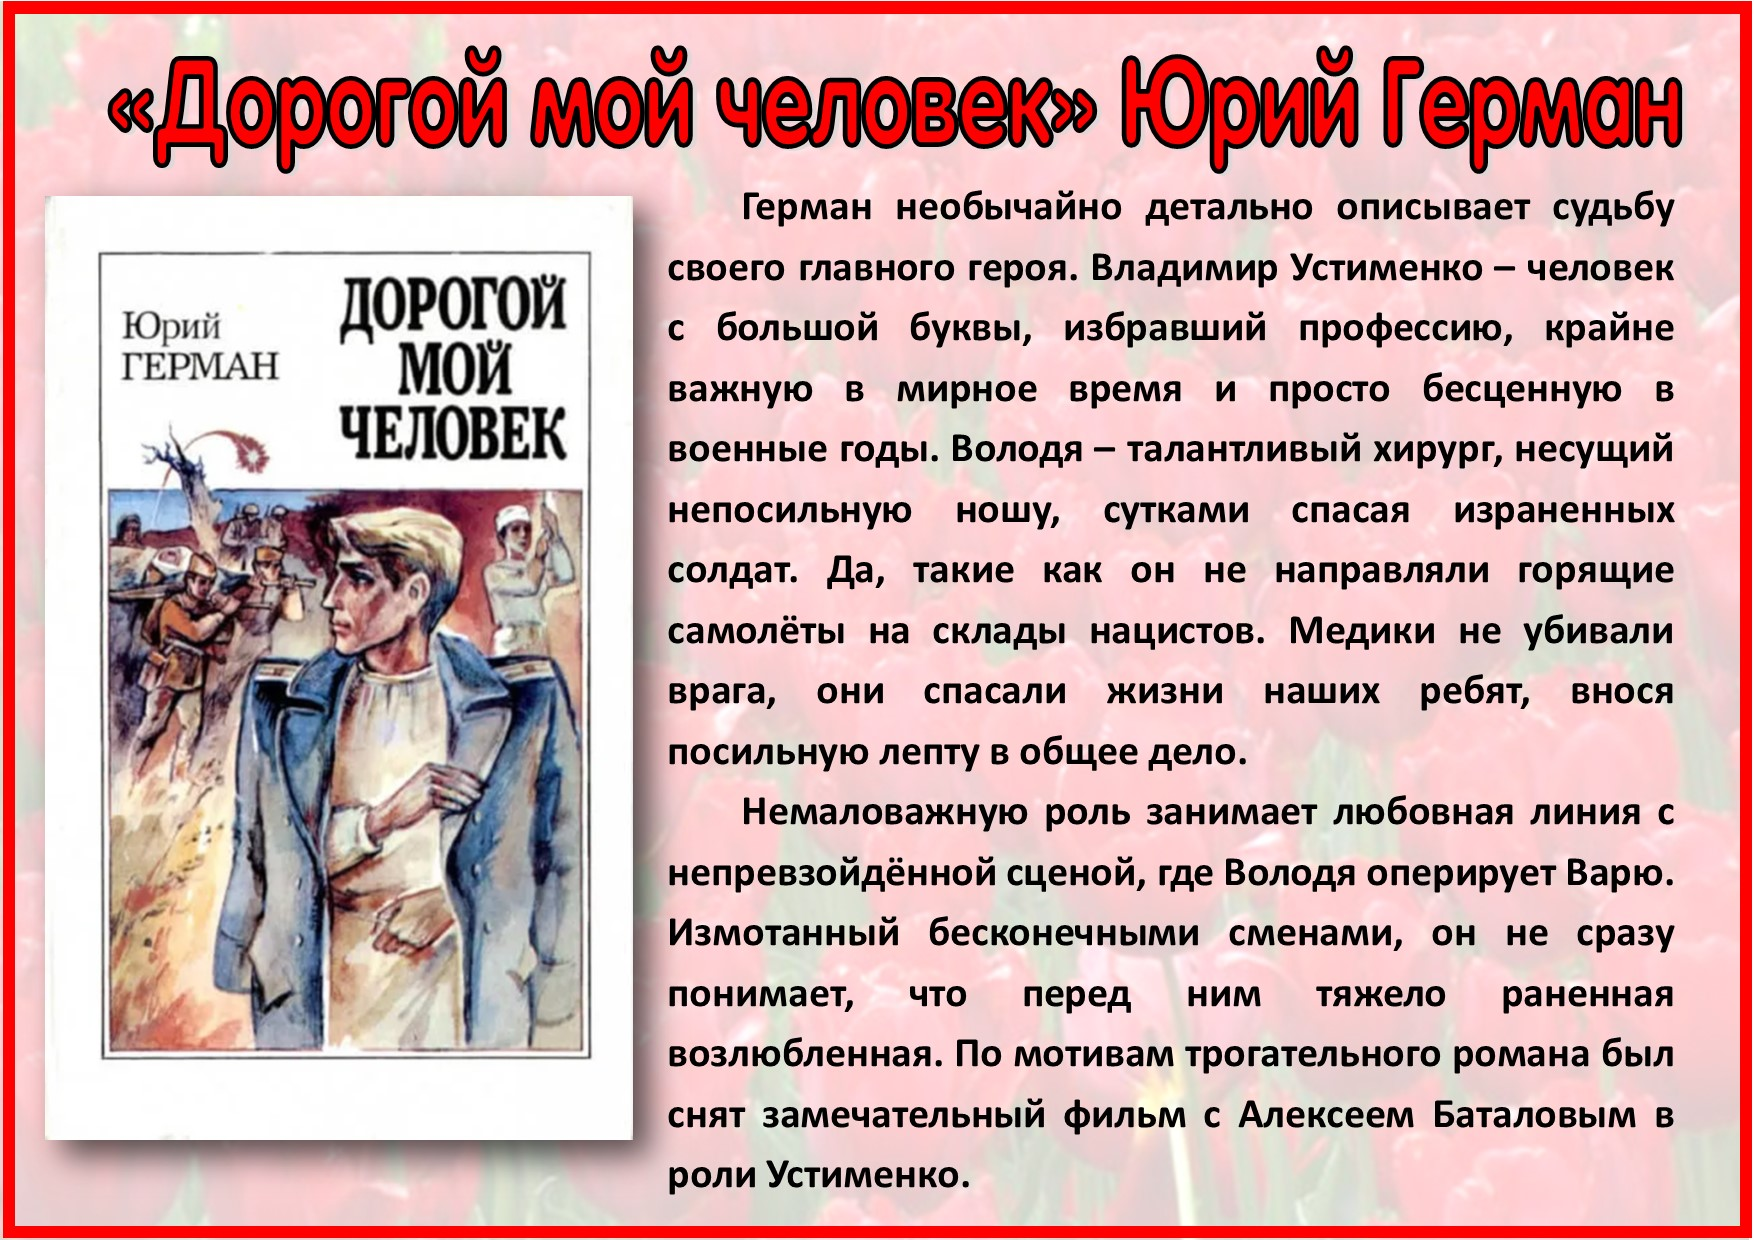 «Дорогой мой человек» Юрий Герман
Юрий
ГЕРМАН
ДОРОГОЙ
МОЙ
ЧЕЛОВЕК
Герман необычайно детально описывает судьбу
своего главного героя. Владимир Устименко – человек
с большой буквы, избравший профессию, крайне
важную в мирное время и просто бесценную в
военные годы. Володя – талантливый хирург, несущий
непосильную ношу, сутками спасая израненных
солдат. Да, такие как он не направляли горящие
самолёты на склады нацистов. Медики не убивали
врага, они спасали жизни наших ребят, внося
посильную лепту в общее дело.
Немаловажную роль занимает любовная линия с
непревзойдённой сценой, где Володя оперирует Варю.
Измотанный бесконечными сменами, он не сразу
понимает, что перед ним тяжело раненная
возлюбленная. По мотивам трогательного романа был
снят замечательный фильм с Алексеем Баталовым в
роли Устименко.